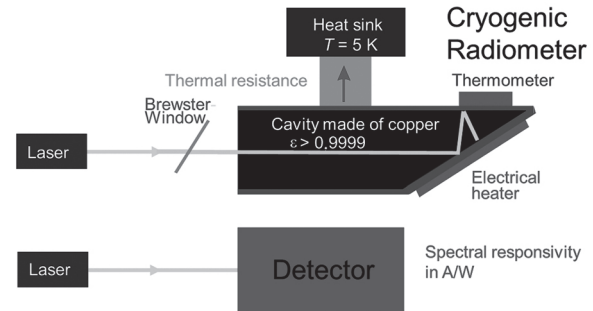 Heat sink
T = 5 K
Cryogenic
Radiometer
Thermal resistance
Thermometer
Brewster-
Window
Cavity made of copper
ε > 0.9999
Laser
Electrical
heater
Laser
Detector
Spectral responsivity
in A/W